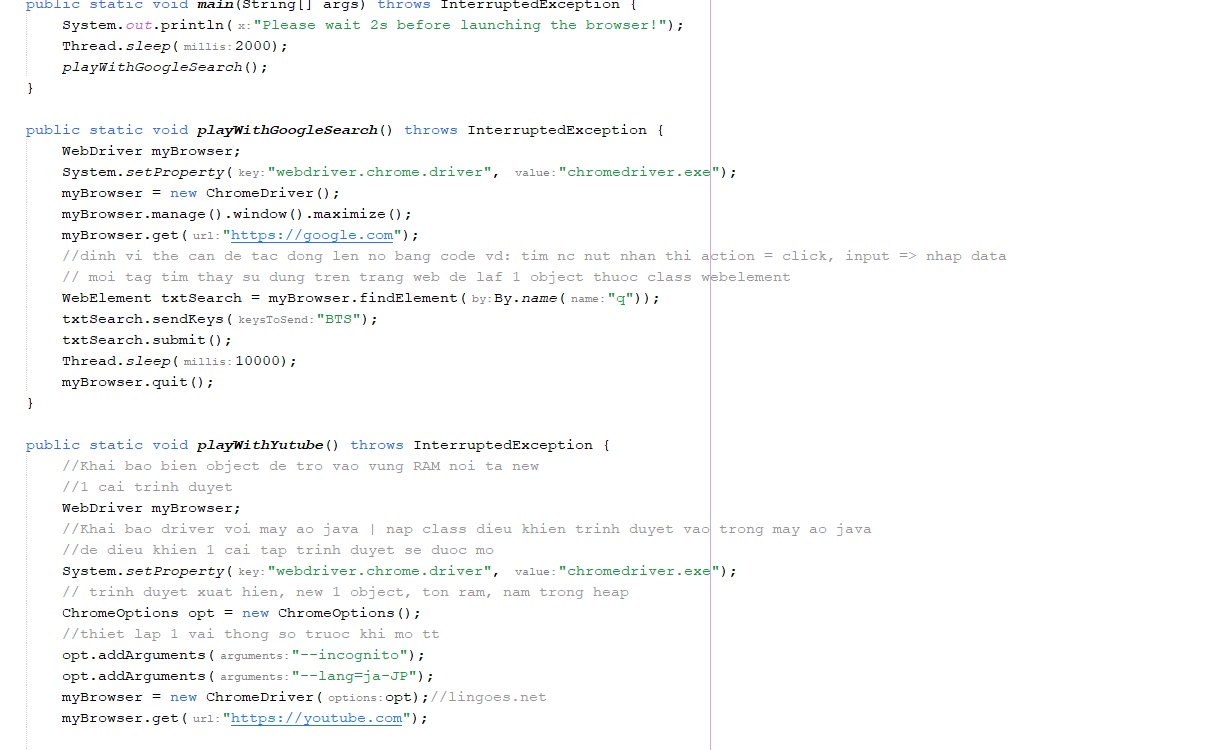 public static void main(String[] args) throws InterruptedException {
System.out.println( x: "Please wait 2s before launching the browser!");
Thread.sleep( millis: 2000);
playWithGoogleSearch();
}
public static void playWithGoogleSearch() throws InterruptedException {
WebDriver myBrowser;
System.setProperty( key: "webdriver.chrome.driver", value: "chromedriver.exe");
myBrowser = new ChromeDriver();
myBrowser.manage().window().maximize();
myBrowser.get( url: "https://google.com");
//dinh vi the can de tac dong len no bang code vd: tim nc nut nhan thi action = click, input => nhap data
// moi tag tim thay su dung tren trang web de laf 1 object thuoc class webelement
WebElement txtSearch = myBrowser.findElement( by: By.name( name: "q"));
txtSearch.sendKeys( keysToSend: "BTS");
txtSearch.submit();
Thread.sleep( millis: 10000);
myBrowser.quit();
}
public static void playWithYutube() throws InterruptedException {
//Khai bao bien object de tro vao vung RAM noi ta new
//1 cai trinh duyet
WebDriver myBrowser;
//Khai bao driver voi may ao java | nap class dieu khien trinh duyet vao trong may ao java
//de dieu khien 1 cai tap trinh duyet se duoc mo
System.setProperty( key: "webdriver.chrome.driver", value: "chromedriver.exe");
// trinh duyet xuat hien, new 1 object, ton ram, nam trong heap
ChromeOptions opt = new ChromeOptions();
//thiet lap 1 vai thong so truoc khi mo tt
opt.addArguments( arguments: "--incognito");
opt.addArguments( arguments: "--lang=ja-JP");
myBrowser = new ChromeDriver( options: opt);//lingoes.net
myBrowser.get( url: "https://youtube.com");